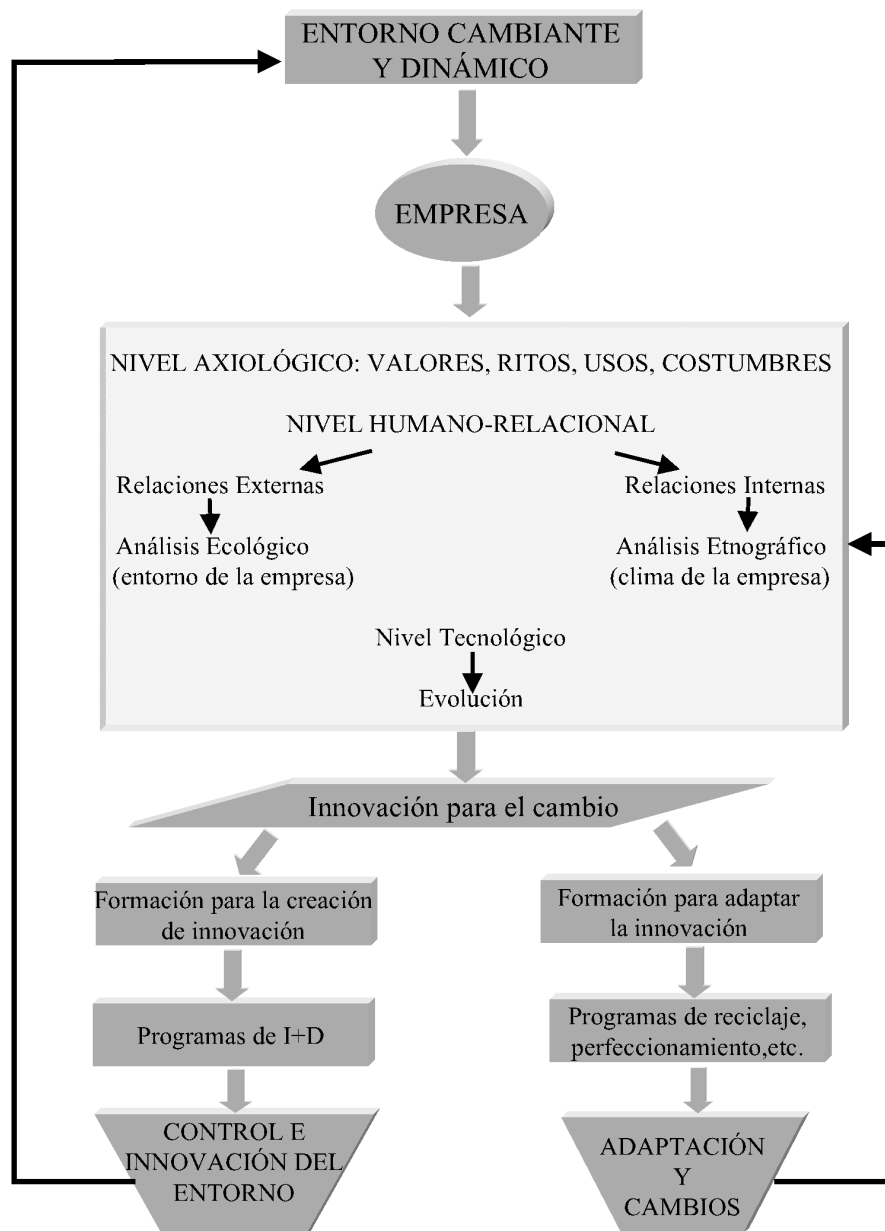 ENTORNO CAMBIANTE
Y DINÁMICO
EMPRESA
NIVEL AXIOLÓGICO: VALORES, RITOS, USOS, COSTUMBRES
NIVEL HUMANO-RELACIONAL
Relaciones Externas
Análisis Ecológico
(entorno de la empresa)
Relaciones Internas
Análisis Etnográfico
(clima de la empresa)
Nivel Tecnológico
Evolución
Innovación para el cambio
Formación para la creación
de innovación
Programas de I+D
CONTROL E
INNOVACIÓN DEL
ENTORNO
Formación para adaptar
la innovación
Programas de reciclaje,
perfeccionamiento,etc.
ADAPTACIÓN
Y
CAMBIOS